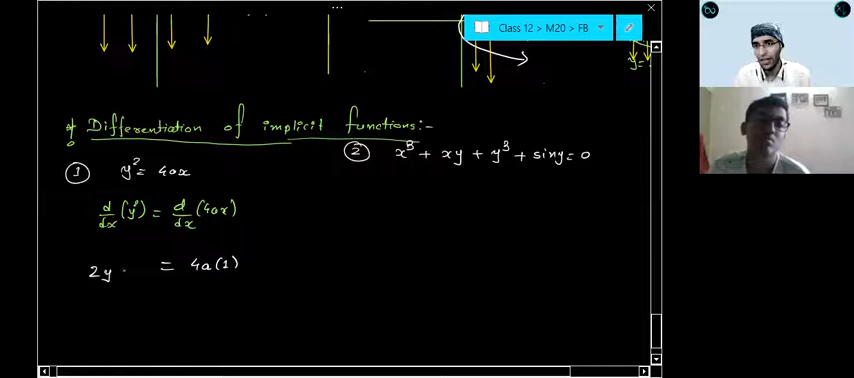 Class 12 > M20 > FB
y=
* Differentiation of implicit functions:-
① y² = 4ax
d/dx (y²) = d/dx (4ax)
2y · = 4a(1)
② x³ + xy + y³ + siny = 0